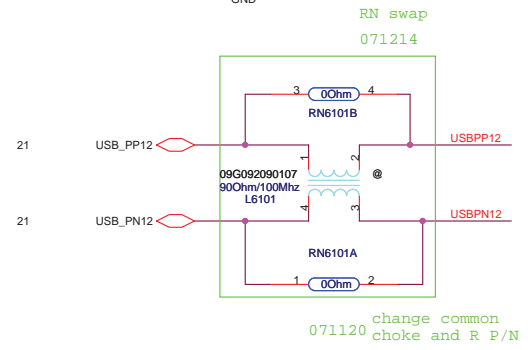 GND
RN swap
071214
3 0Ohm 4
RN6101B
21 USB_PP12 USBPP12
1 2
09G092090107 @
90Ohm/100Mhz
L6101
4 3
21 USB_PN12 USBPN12
RN6101A
1 0Ohm 2
071120 change common
choke and R P/N